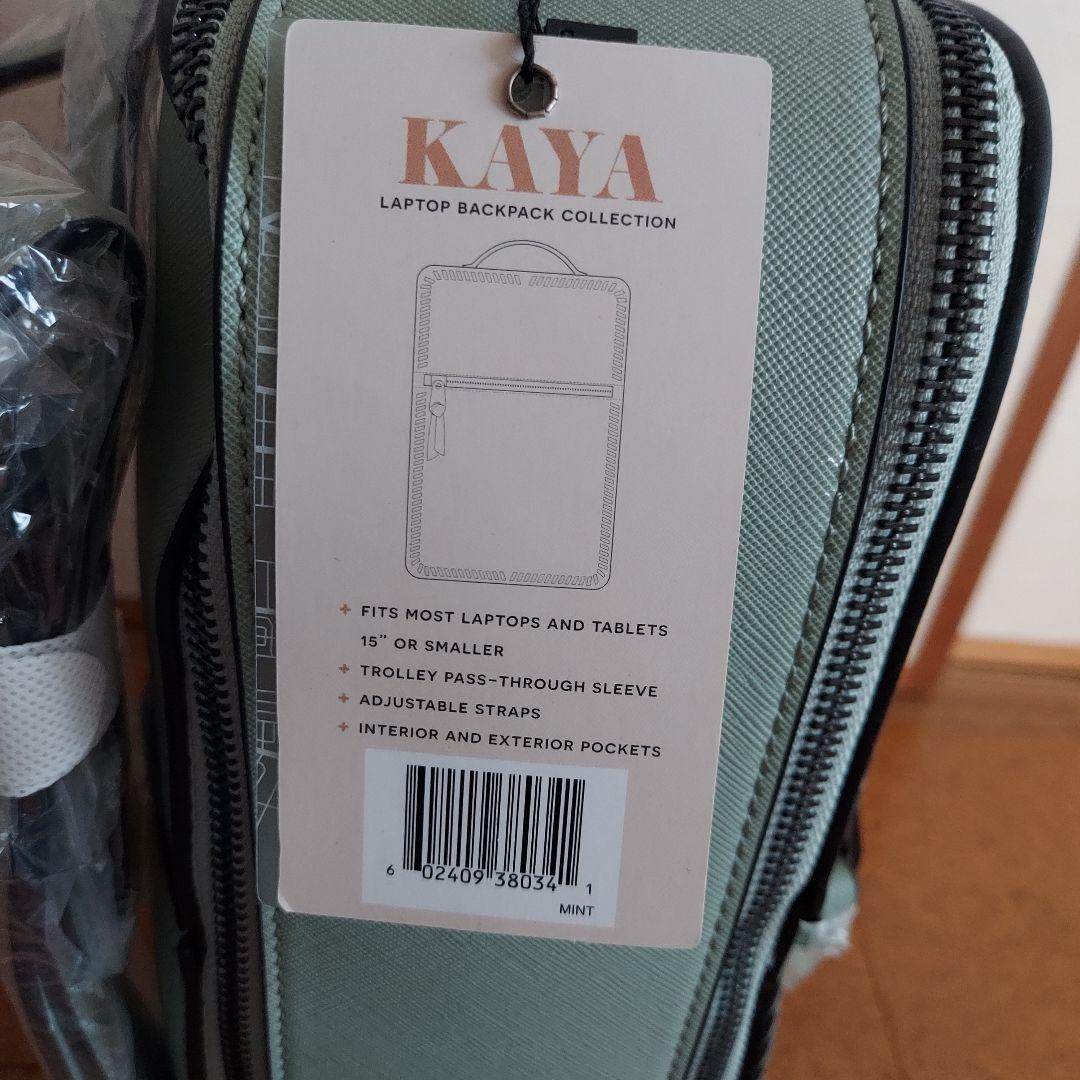 KAYA
LAPTOP BACKPACK COLLECTION
+ FITS MOST LAPTOPS AND TABLETS
15” OR SMALLER
+ TROLLEY PASS-THROUGH SLEEVE
+ ADJUSTABLE STRAPS
+ INTERIOR AND EXTERIOR POCKETS
6 02409 38034 1
MINT